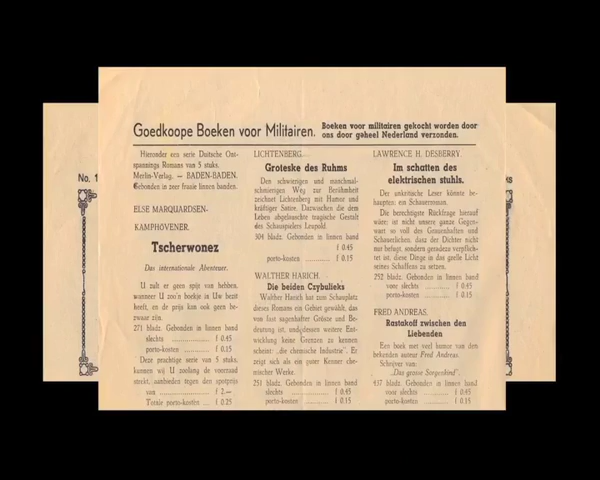 Goedkoope Boeken voor Militairen.
Boeken voor militairen gekocht worden door
ons door geheel Nederland verzonden.
No. 1
Hieronder een serie Duitsche Ont-
spannings Romans van 5 stuks.
Merlin-Verlag. — BADEN-BADEN.
Gebonden in zeer fraaie linnen banden.
ELSE MARQUARDSEN-
KAMPHÖVENER.
Tscherwonez
Das internationale Abenteuer.
U zult er geen spijt van hebben,
wanneer U zoo'n boekje in Uw bezit
heeft, en de prijs kan ook geen be-
zwaar zijn.
271 bladz. Gebonden in linnen band
slechts .......... f 0.45
porto-kosten .......... f 0.15
Deze prachtige serie van 5 stuks,
kunnen wij U zoolang de voorraad
strekt, aanbieden tegen den spotprijs
van .......... f 2.—
Totale porto-kosten ... f 0.25
LICHTENBERG.
Groteske des Ruhms
Den schwierigen und manchmal
schmierigen Weg zur Berühmheit
zeichnet Lichtenberg mit Humor und
kräftiger Satire. Dazwischen die dem
Leben abgelauschte tragische Gestalt
des Schauspielers Leopold.
304 bladz. Gebonden in linnen band
f 0.45
porto-kosten .......... f 0.15
WALTHER HARICH.
Die beiden Czybulieks
Walther Harich hat zum Schauplatz
dieses Romans ein Gebiet gewählt, das
von fast sagenhafter Grösse und Be-
deutung ist, und dessen weitere Ent-
wicklung keine Grenzen zu kennen
scheint: „die chemische Industrie". Er
zeigt sich als ein guter Kenner che-
mischer Werke.
251 bladz. Gebonden in linnen band
slechts .......... f 0.45
porto-kosten .......... f 0.15
LAWRENCE H. DESBERRY.
Im schatten des
elektrischen stuhls.
Der unkritische Leser könnte be-
haupten: ein Schauerroman.
Die berechtigte Rückfrage hierauf
wäre: ist nicht unsere ganze Gegen-
wart so voll des Grauenhaften und
Schauerlichen, dass der Dichter nicht
nur befugt, sondern geradezu verpflich-
tet ist, diese Dinge in das grelle Licht
seines Schaffens zu setzen.
252 bladz. Gebonden in linnen band
voor slechts .......... f 0.45
porto-kosten .......... f 0.15
FRED ANDREAS.
Rastakoff zwischen den
Liebenden
Een boek met veel humor van den
bekenden auteur Fred Andreas.
Schrijver van:
„Das grosse Sorgenkind".
437 bladz. Gebonden in linnen band
voor slechts .......... f 0.45
porto-kosten .......... f 0.15